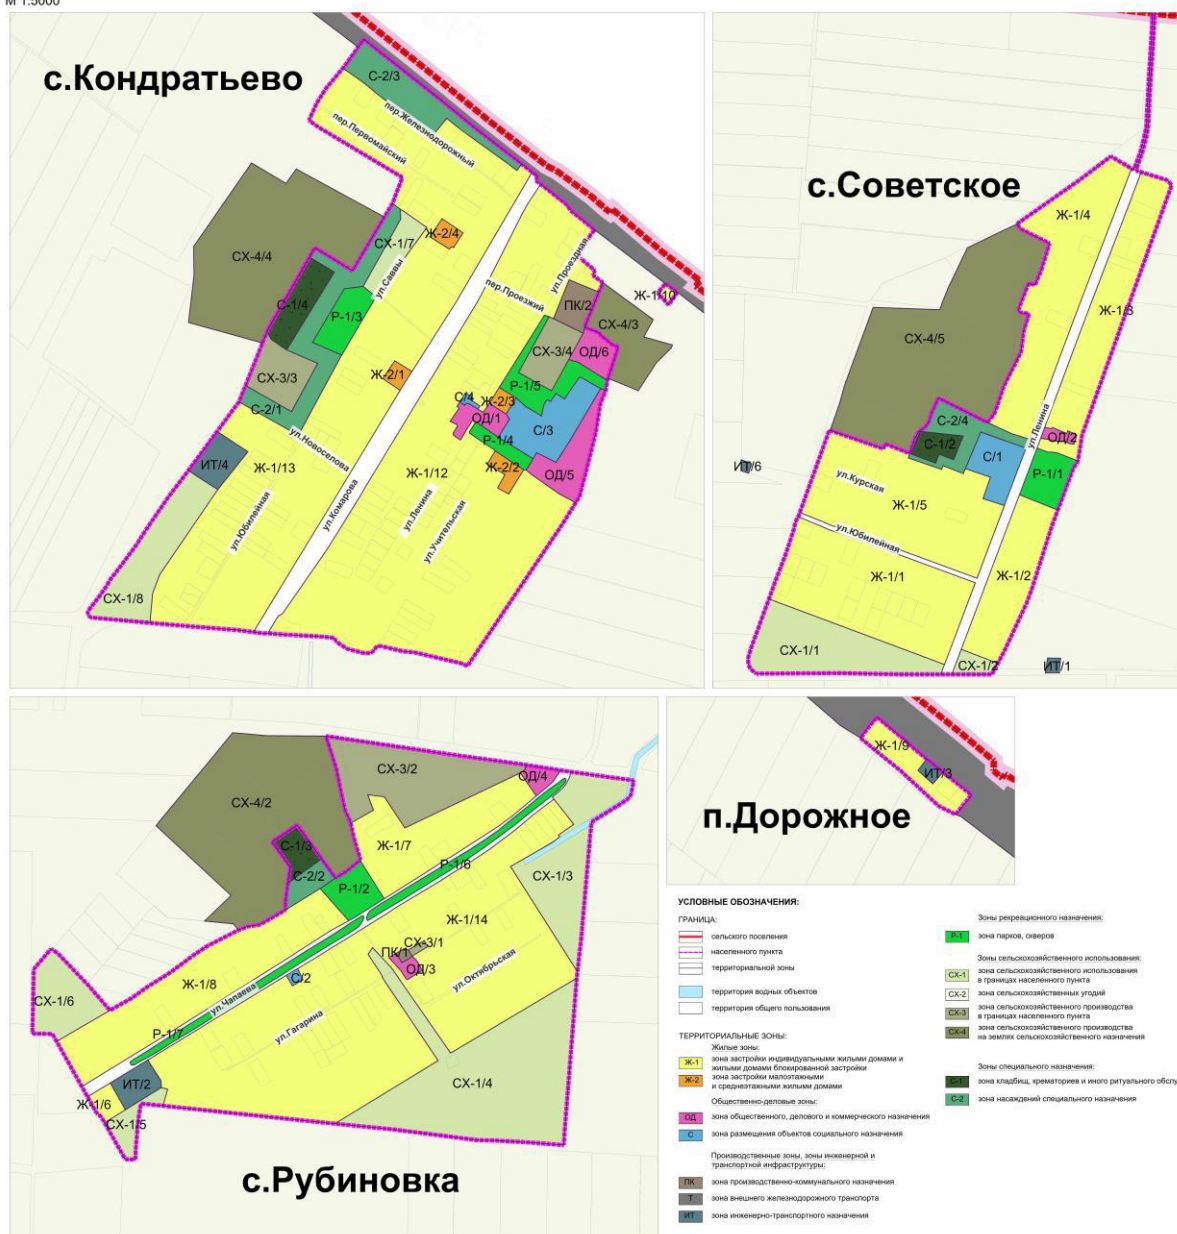 М 1:5000
с.Кондратьево
С-2/3
пер.Железнодорожный
пер.Первомайский
СХ-4/4
СХ-1/7
Ж-2/4
ул.Саввы
ул.Проездная
пер.Проезжий
Ж-1/10
ПК/2
СХ-4/3
С-1/4
Р-1/3
СХ-3/4
ОД/6
СХ-3/3
Ж-2/1
Р-1/5
С/4
Ж-2/3
С-2/1
ОД/1
С/3
ул.Новоселова
Р-1/4
ИТ/4
Ж-1/13
Ж-1/12
Ж-2/2
ОД/5
ул.Юбилейная
ул.Комарова
ул.Ленина
ул.Учительская
СХ-1/8
с.Советское
Ж-1/4
Ж-1/3
СХ-4/5
ул.Ленина
С-2/4
С-1/2
ОД/2
С/1
ИТ/6
Р-1/1
ул.Курская
Ж-1/5
ул.Юбилейная
Ж-1/1
Ж-1/2
СХ-1/1
СХ-1/2
ИТ/1
СХ-3/2
ОД/4
СХ-4/2
С-1/3
Ж-1/7
Р-1/6
С-2/2
Р-1/2
СХ-1/3
Ж-1/14
СХ-3/1
ПК/1
ОД/3
С/2
Ж-1/8
ул.Чапаева
ул.Октябрьская
СХ-1/6
Р-1/7
ул.Гагарина
ИТ/2
Ж-1/6
СХ-1/5
СХ-1/4
с.Рубиновка
Ж-1/9
ИТ/3
п.Дорожное
УСЛОВНЫЕ ОБОЗНАЧЕНИЯ:
ГРАНИЦА:
сельского поселения
населенного пункта
территориальной зоны
территория водных объектов
территория общего пользования
ТЕРРИТОРИАЛЬНЫЕ ЗОНЫ:
Жилые зоны:
Ж-1 зона застройки индивидуальными жилыми домами и
жилыми домами блокированной застройки
Ж-2 зона застройки малоэтажными
и среднеэтажными жилыми домами
Общественно-деловые зоны:
ОД зона общественного, делового и коммерческого назначения
С зона размещения объектов социального назначения
Производственные зоны, зоны инженерной и
транспортной инфраструктуры:
ПК зона производственно-коммунального назначения
Т зона внешнего железнодорожного транспорта
ИТ зона инженерно-транспортного назначения
Зоны рекреационного назначения:
Р-1 зона парков, скверов
Зоны сельскохозяйственного использования:
СХ-1 зона сельскохозяйственного использования
в границах населенного пункта
СХ-2 зона сельскохозяйственных угодий
СХ-3 зона сельскохозяйственного производства
в границах населенного пункта
СХ-4 зона сельскохозяйственного производства
на землях сельскохозяйственного назначения
Зоны специального назначения:
С-1 зона кладбищ, крематориев и иного ритуального обслу
С-2 зона насаждений специального назначения